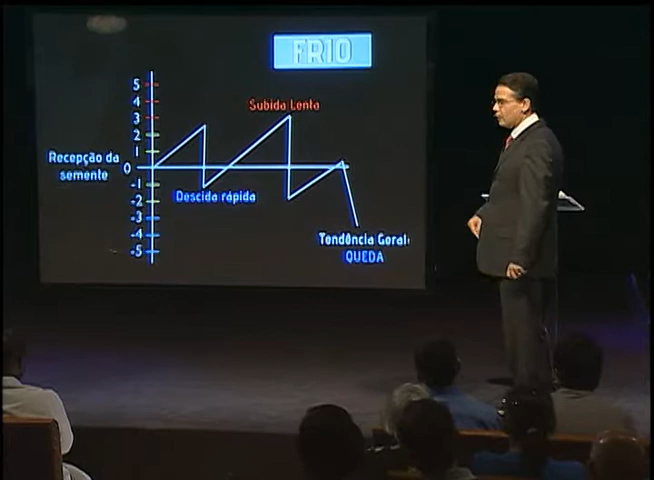 FRIO
5
4
Subida Lenta
3
2
1
Recepção da
semente
0
-1
Descida rápida
-2
-3
-4
Tendência Geral:
QUEDA
-5